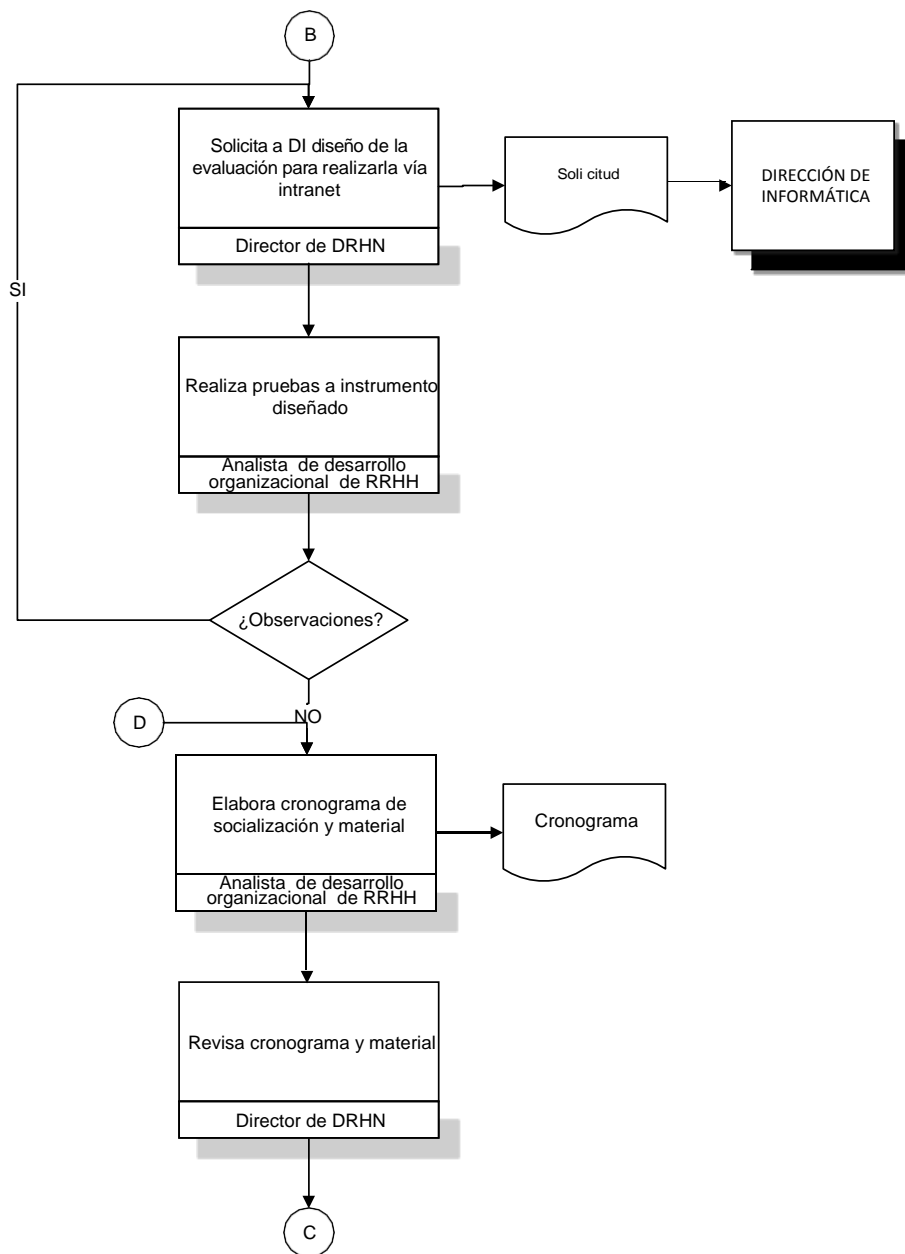 B
Solicita a DI diseño de la
evaluación para realizarla vía
intranet
Director de DRHN
Soli citud
DIRECCIÓN DE
INFORMÁTICA
SI
Realiza pruebas a instrumento
diseñado
Analista de desarrollo
organizacional de RRHH
¿Observaciones?
NO
D
Elabora cronograma de
socialización y material
Analista de desarrollo
organizacional de RRHH
Cronograma
Revisa cronograma y material
Director de DRHN
C